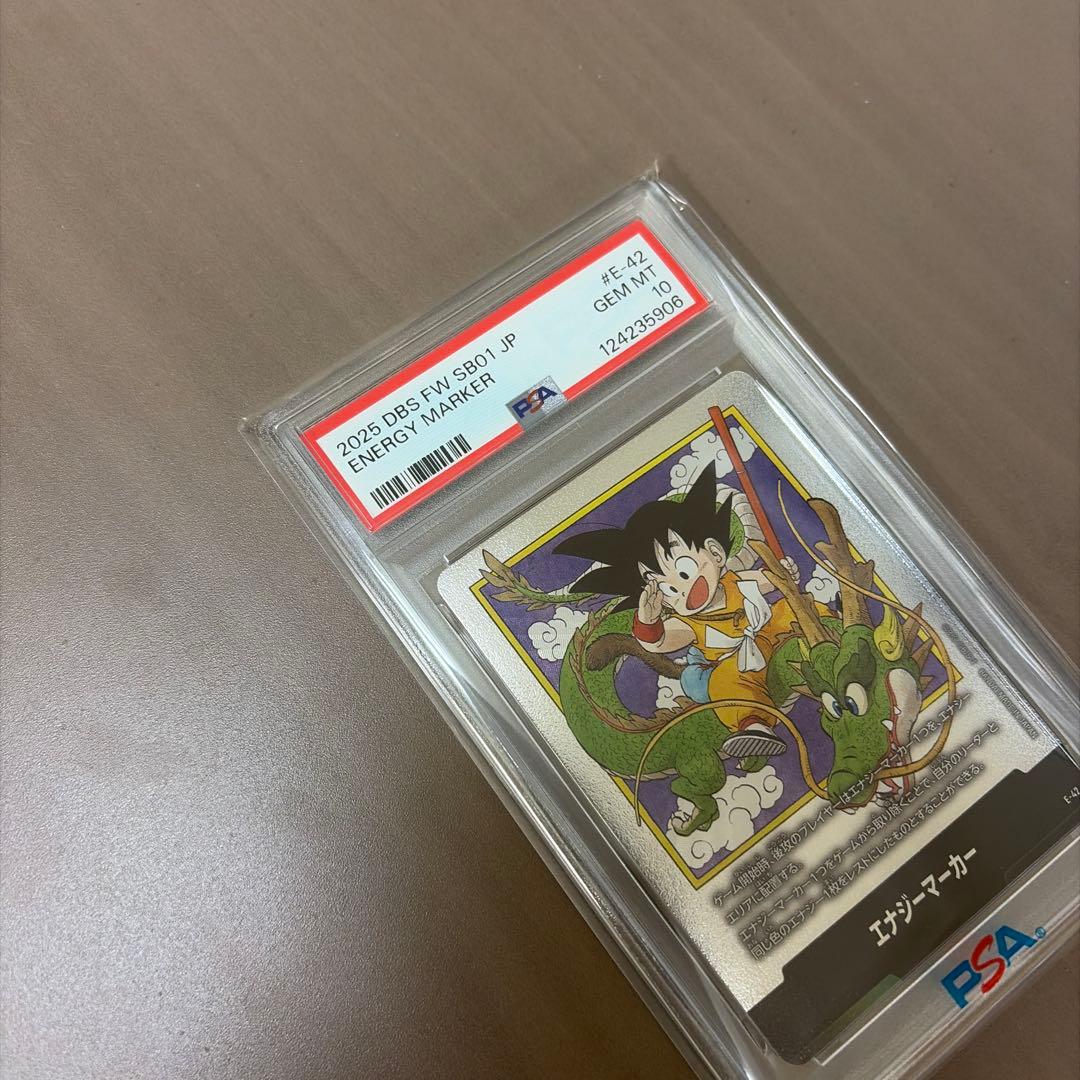 2025 DBS FW SB01 JP
ENERGY MARKER
#E-42
GEM MT
10
124235906
PSA
ゲーム開始時、後攻のプレイヤーはエナジーマーカー1つを、エナジー
エリアに配置する。
エナジーマーカー1つをゲームから取り除くことで、自分のリーダーと
同じ色のエナジー1枚をレストにしたものとすることができる。
E-42
エナジーマーカー
PSA®